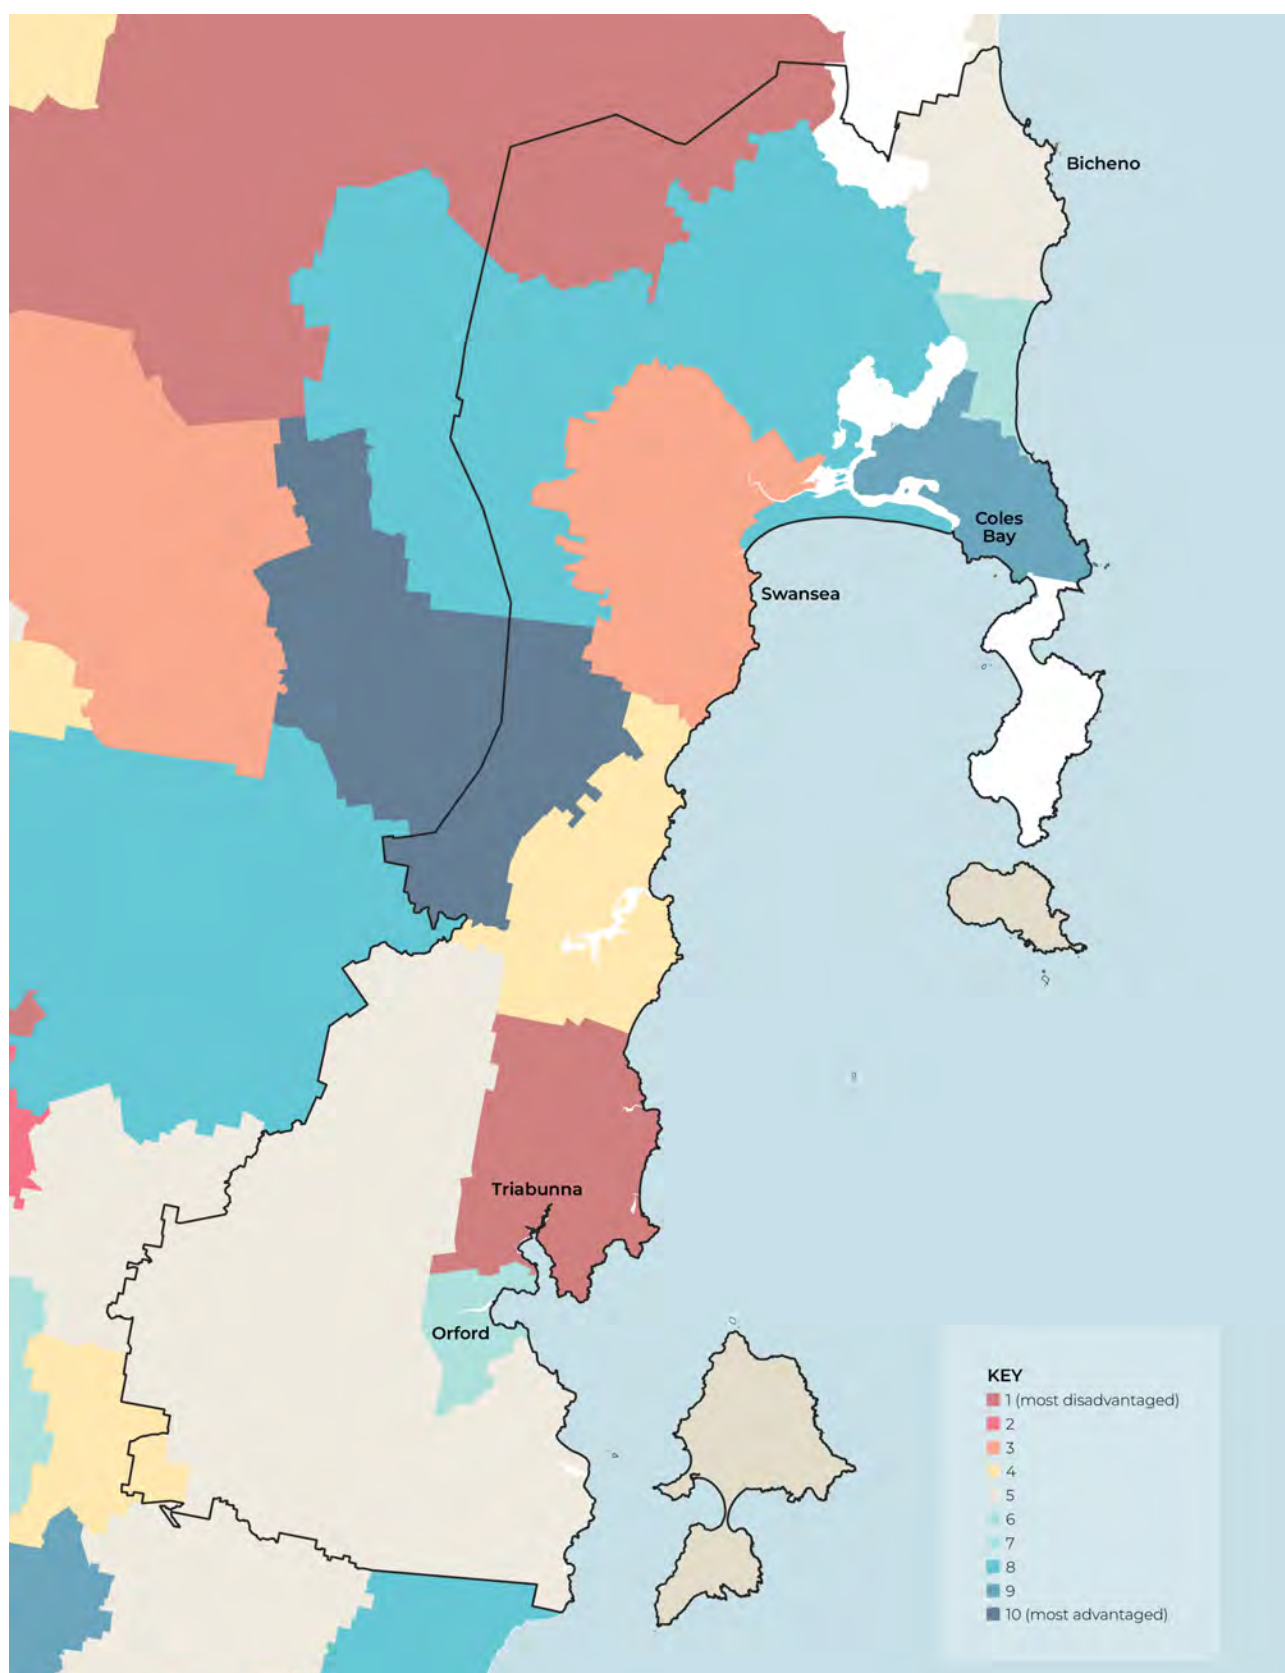 Bicheno
Coles
Bay
Swansea
Triabunna
Orford
KEY
1 (most disadvantaged)
2
3
4
5
6
7
8
9
10 (most advantaged)